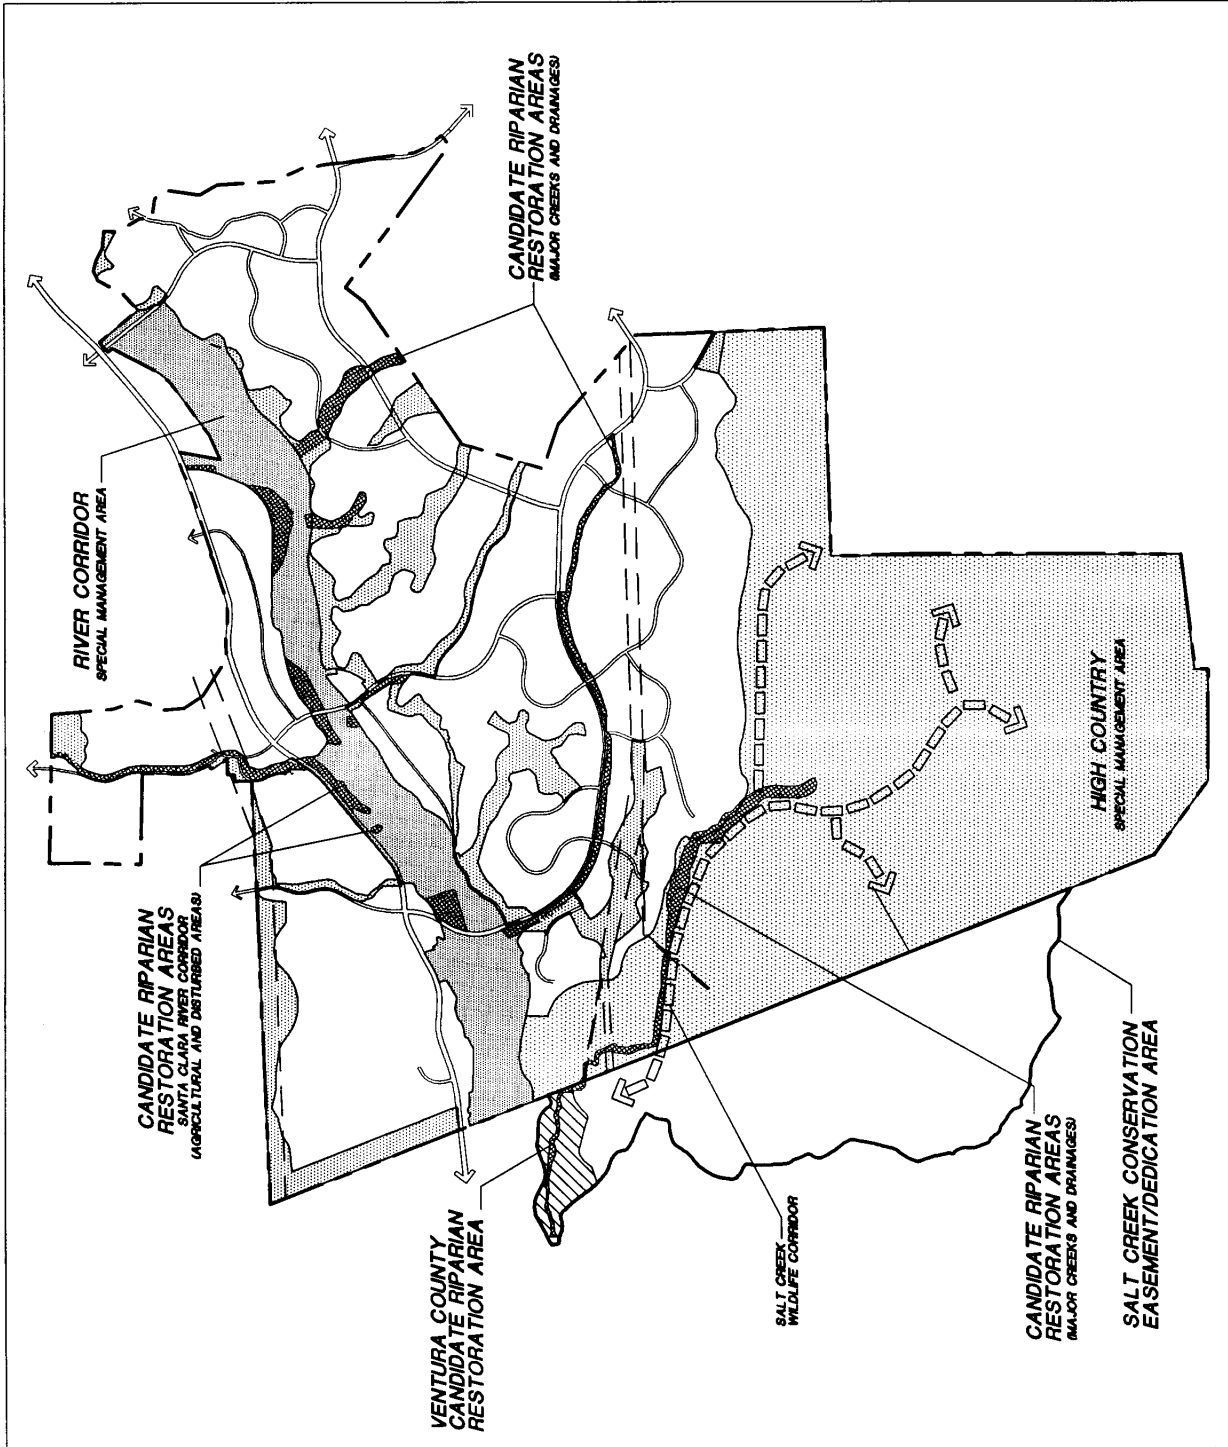 CANDIDATE RIPARIAN
RESTORATION AREAS
(MAJOR CREEKS AND DRAINAGES)
RIVER CORRIDOR
SPECIAL MANAGEMENT AREA
CANDIDATE RIPARIAN
RESTORATION AREAS
SANTA CLARA RIVER CORRIDOR
(AGRICULTURAL AND DISTURBED AREAS)
HIGH COUNTRY
SPECIAL MANAGEMENT AREA
VENTURA COUNTY
CANDIDATE RIPARIAN
RESTORATION AREA
SALT CREEK
WILDLIFE CORRIDOR
CANDIDATE RIPARIAN
RESTORATION AREAS
(MAJOR CREEKS AND DRAINAGES)
SALT CREEK CONSERVATION
EASEMENT/DEDICATION AREA